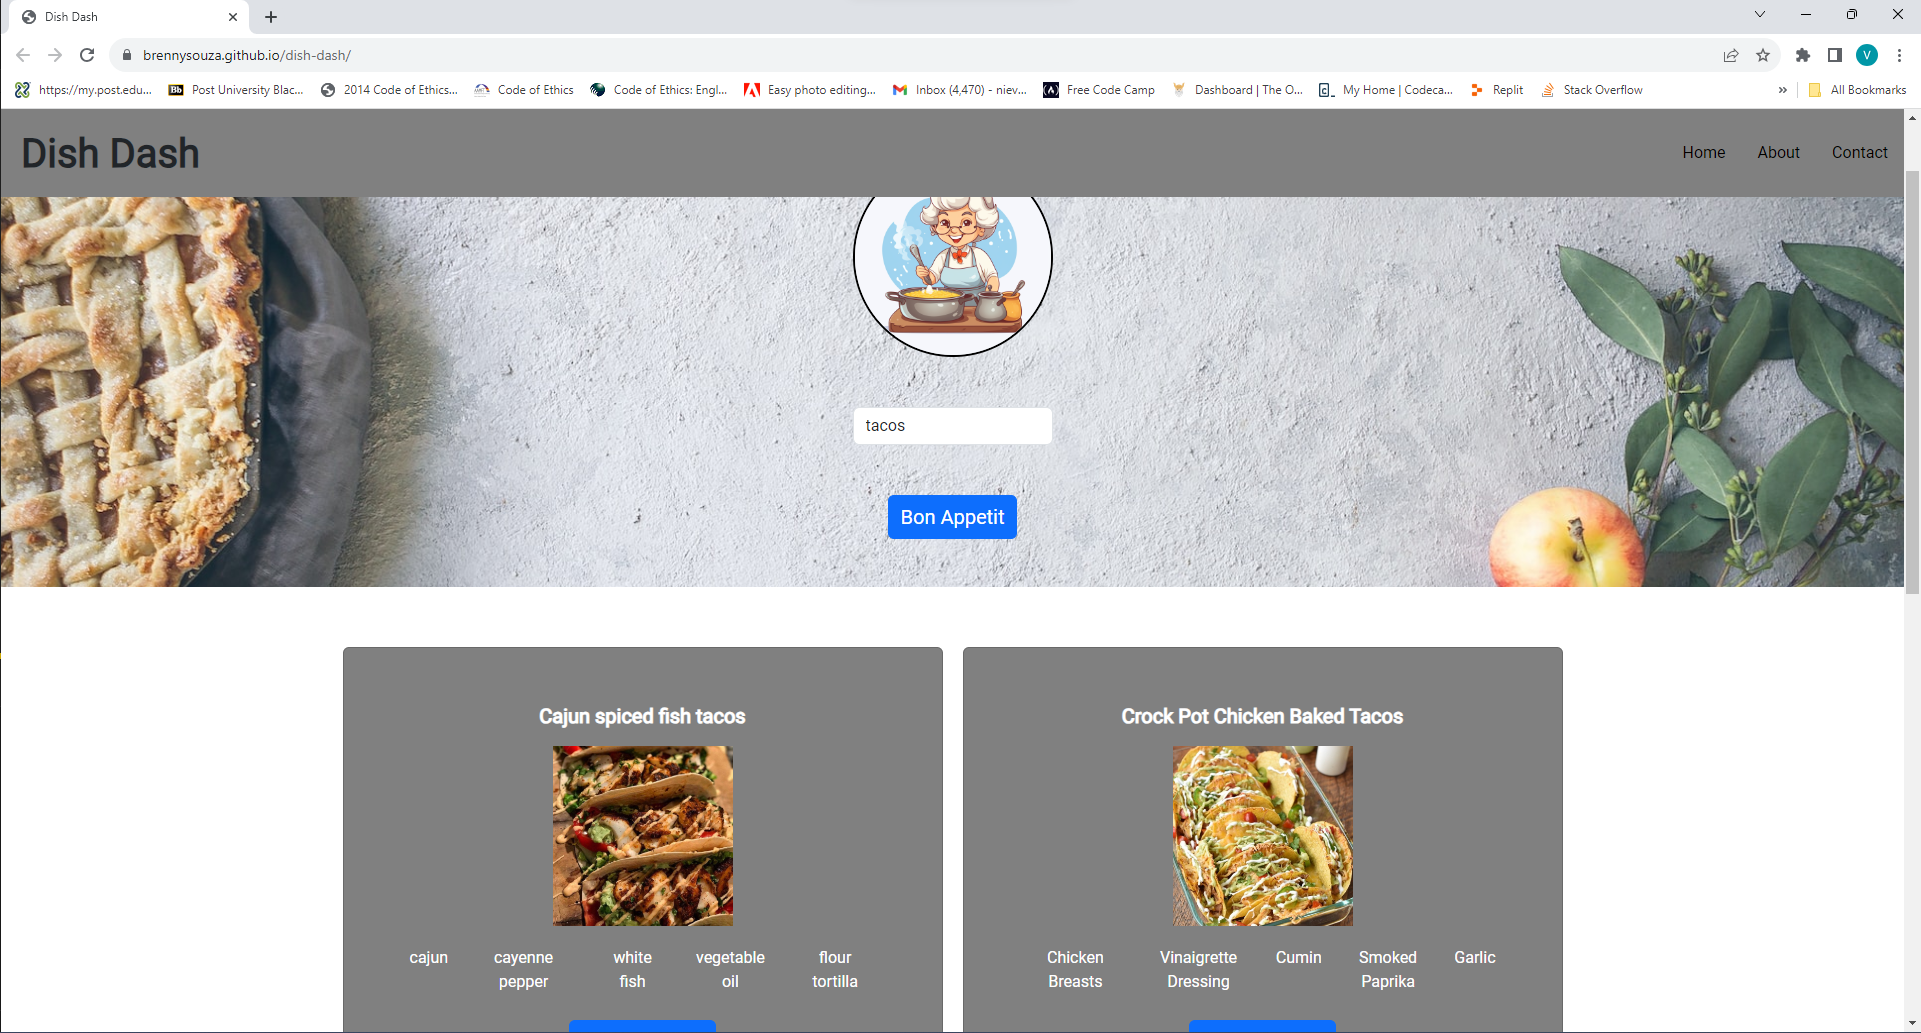 Dish Dash
brennysouza.github.io/dish-dash/
V
https://my.post.edu... Bb Post University Blac... 2014 Code of Ethics... Code of Ethics Code of Ethics: Engl... Easy photo editing... Inbox (4,470) - niev... Free Code Camp Dashboard | The O... My Home | Codeca... Replit Stack Overflow » All Bookmarks
Dish Dash Home About Contact
tacos
Bon Appetit
Cajun spiced fish tacos
cajun cayenne pepper white fish vegetable oil flour tortilla
Crock Pot Chicken Baked Tacos
Chicken Breasts Vinaigrette Dressing Cumin Smoked Paprika Garlic